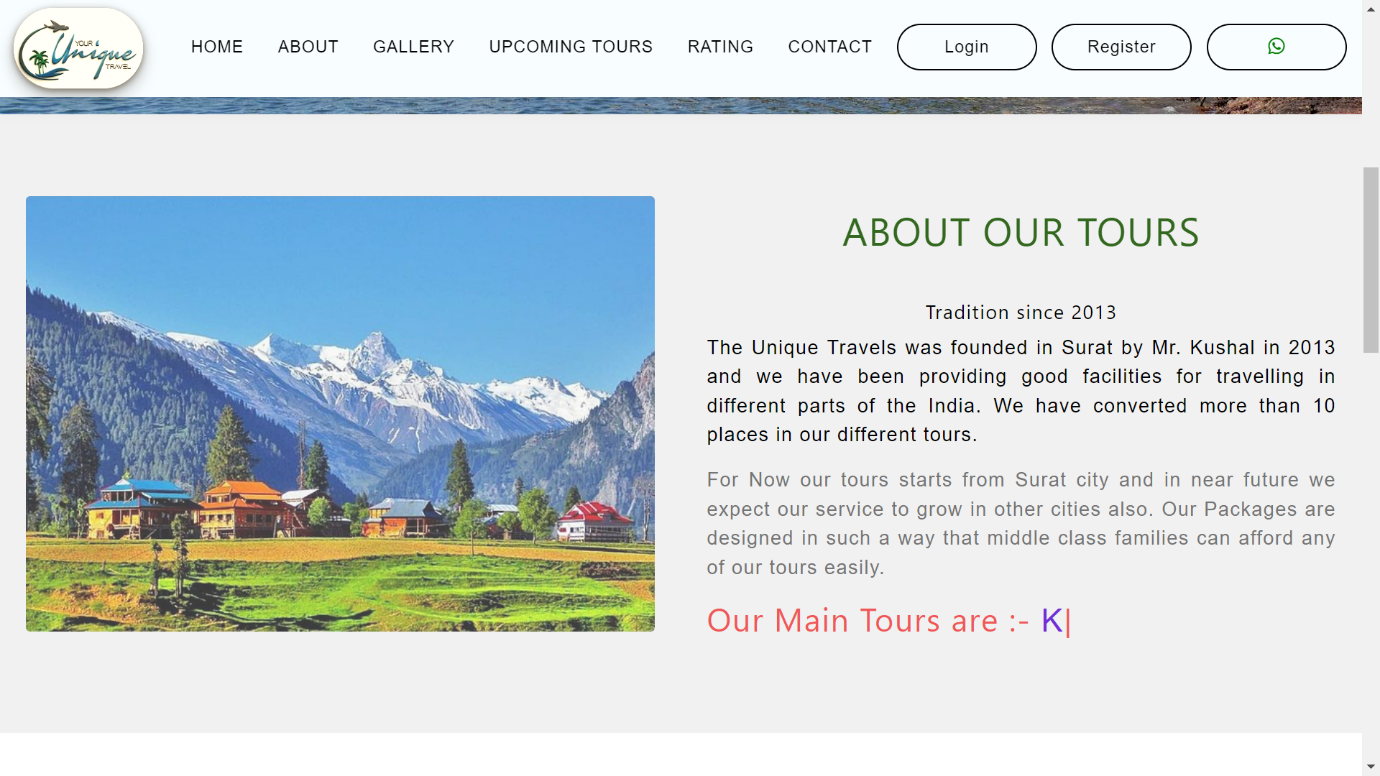 YOUR &
Unique
TRAVEL
HOME ABOUT GALLERY UPCOMING TOURS RATING CONTACT Login Register
ABOUT OUR TOURS
Tradition since 2013
The Unique Travels was founded in Surat by Mr. Kushal in 2013
and we have been providing good facilities for travelling in
different parts of the India. We have converted more than 10
places in our different tours.
For Now our tours starts from Surat city and in near future we
expect our service to grow in other cities also. Our Packages are
designed in such a way that middle class families can afford any
of our tours easily.
Our Main Tours are :- K|